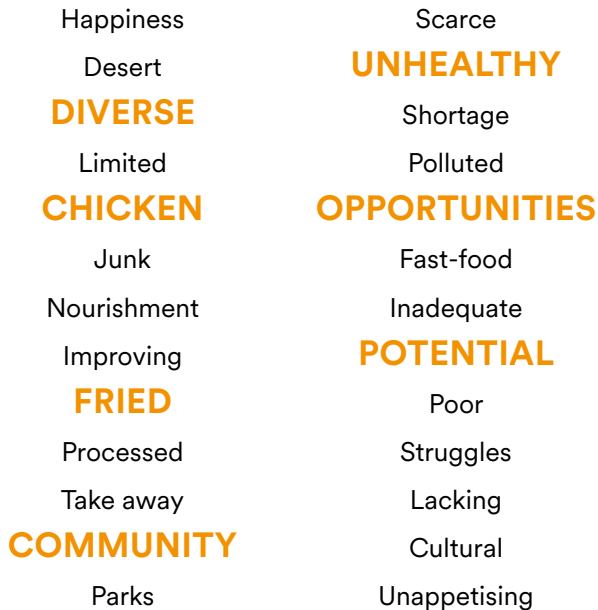 Happiness
Desert
DIVERSE
Limited
CHICKEN
Junk
Nourishment
Improving
FRIED
Processed
Take away
COMMUNITY
Parks
Scarce
UNHEALTHY
Shortage
Polluted
OPPORTUNITIES
Fast-food
Inadequate
POTENTIAL
Poor
Struggles
Lacking
Cultural
Unappetising